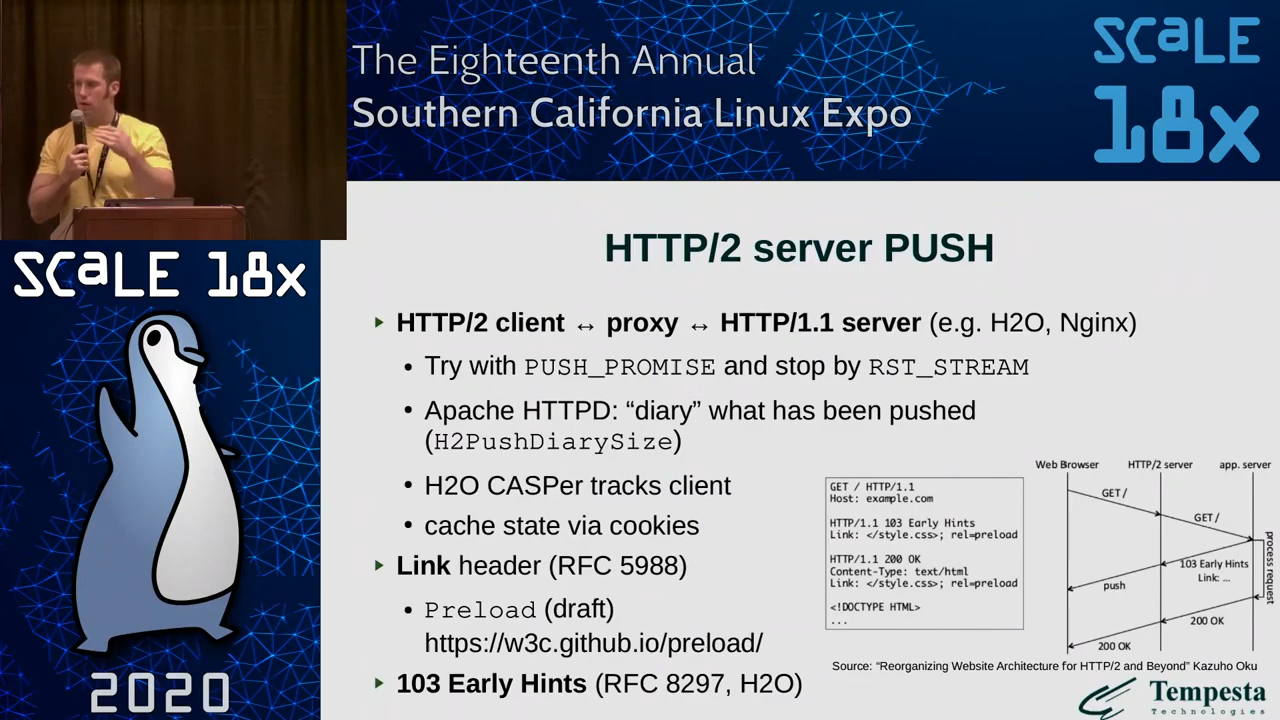 The Eighteenth Annual
Southern California Linux Expo
SCaLE
18x
SCaLE 18x
2020
HTTP/2 server PUSH
HTTP/2 client ↔ proxy ↔ HTTP/1.1 server (e.g. H2O, Nginx)
Try with PUSH_PROMISE and stop by RST_STREAM
Apache HTTPD: “diary” what has been pushed
(H2PushDiarySize)
H2O CASPer tracks client
cache state via cookies
Link header (RFC 5988)
Preload (draft)
https://w3c.github.io/preload/
103 Early Hints (RFC 8297, H2O)
GET / HTTP/1.1
Host: example.com
HTTP/1.1 103 Early Hints
Link: </style.css>; rel=preload
HTTP/1.1 200 OK
Content-Type: text/html
Link: </style.css>; rel=preload
<!DOCTYPE HTML>
...
Web Browser HTTP/2 server app. server
GET /
GET /
process request
103 Early Hints
Link: ...
push
200 OK
200 OK
Source: “Reorganizing Website Architecture for HTTP/2 and Beyond” Kazuho Oku
Tempesta
Technologies